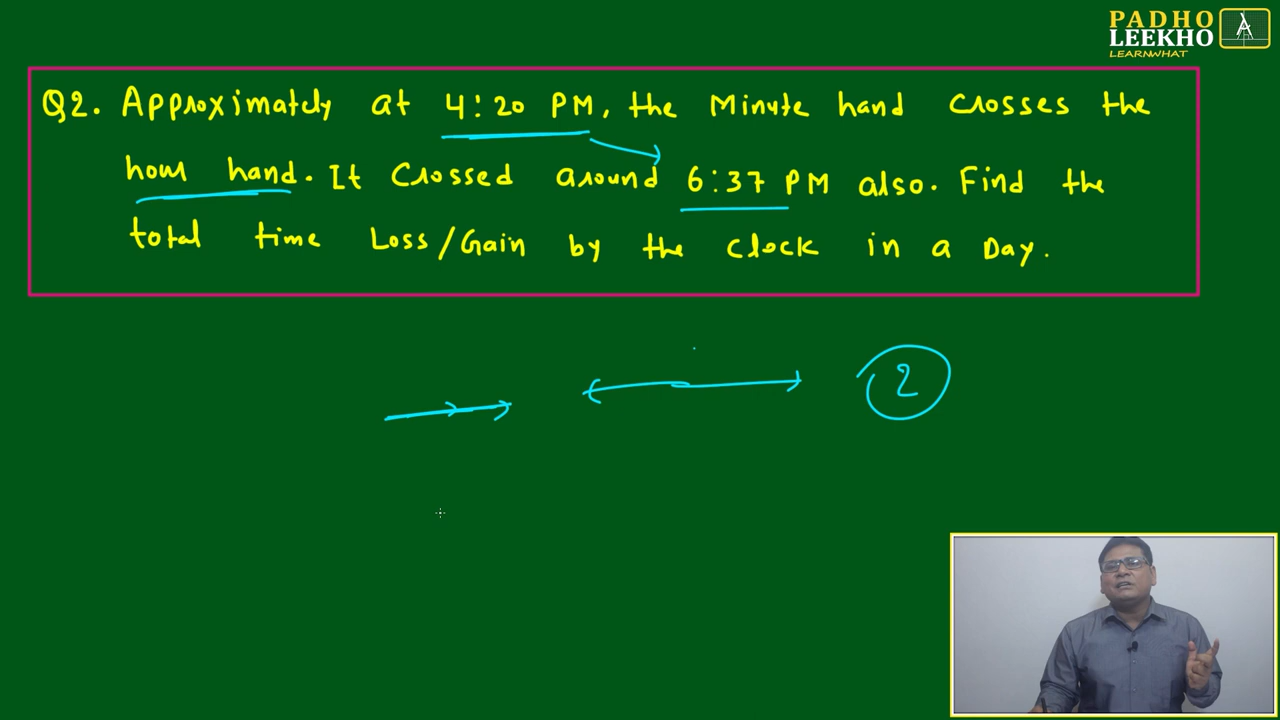 PADHO
LEEKHO
LEARNWHAT
Q2. Approximately at 4:20 PM, the Minute hand crosses the
hour hand. It Crossed around 6:37 PM also. Find the
total time Loss/Gain by the clock in a Day.
2